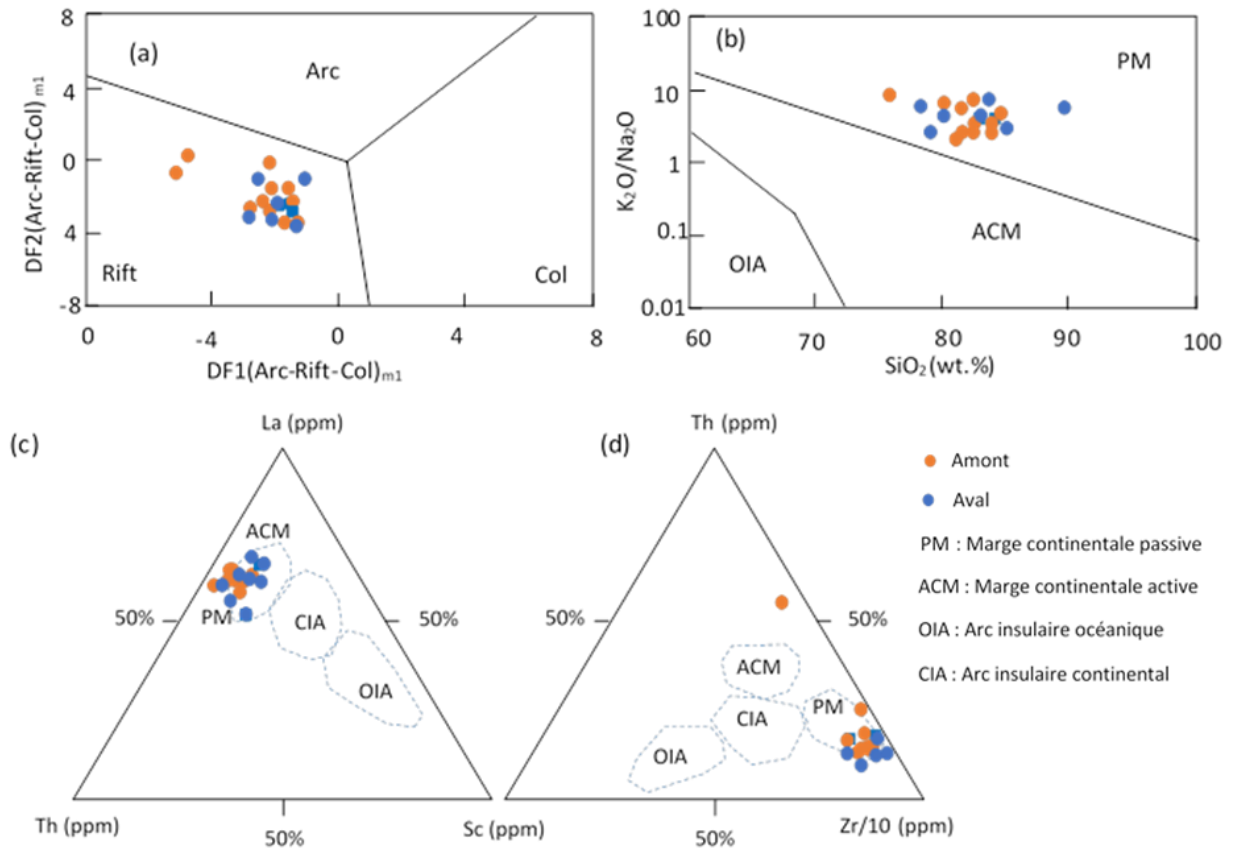 (a)
8
4
0
4
-8
DF2(Arc-Rift-Col)m1
Arc
Rift
Col
0
-4
0
4
8
DF1(Arc-Rift-Col)m1
(b)
100
10
1
0.1
0.01
K2O/Na2O
PM
ACM
OIA
60
70
80
90
100
SiO2(wt.%)
(c)
La (ppm)
ACM
PM
CIA
OIA
50%
50%
Th (ppm)
50%
Sc (ppm)
(d)
Th (ppm)
50%
50%
ACM
CIA
PM
OIA
50%
Zr/10 (ppm)
Amont
Aval
PM : Marge continentale passive
ACM : Marge continentale active
OIA : Arc insulaire océanique
CIA : Arc insulaire continental